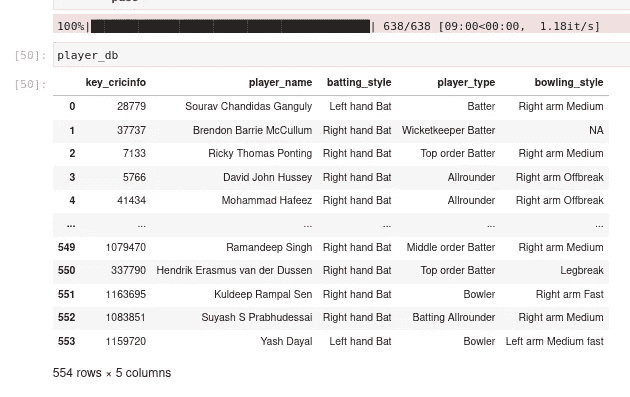 100%|██████████| 638/638 [09:00<00:00, 1.18it/s]
[50]: player_db
[50]: key_cricinfo player_name batting_style player_type bowling_style
0 28779 Sourav Chandidas Ganguly Left hand Bat Batter Right arm Medium
1 37737 Brendon Barrie McCullum Right hand Bat Wicketkeeper Batter NA
2 7133 Ricky Thomas Ponting Right hand Bat Top order Batter Right arm Medium
3 5766 David John Hussey Right hand Bat Allrounder Right arm Offbreak
4 41434 Mohammad Hafeez Right hand Bat Allrounder Right arm Offbreak
... ... ... ... ... ...
549 1079470 Ramandeep Singh Right hand Bat Middle order Batter Right arm Medium
550 337790 Hendrik Erasmus van der Dussen Right hand Bat Top order Batter Legbreak
551 1163695 Kuldeep Rampal Sen Right hand Bat Bowler Right arm Fast
552 1083851 Suyash S Prabhudessai Right hand Bat Batting Allrounder Right arm Medium
553 1159720 Yash Dayal Left hand Bat Bowler Left arm Medium fast
554 rows × 5 columns